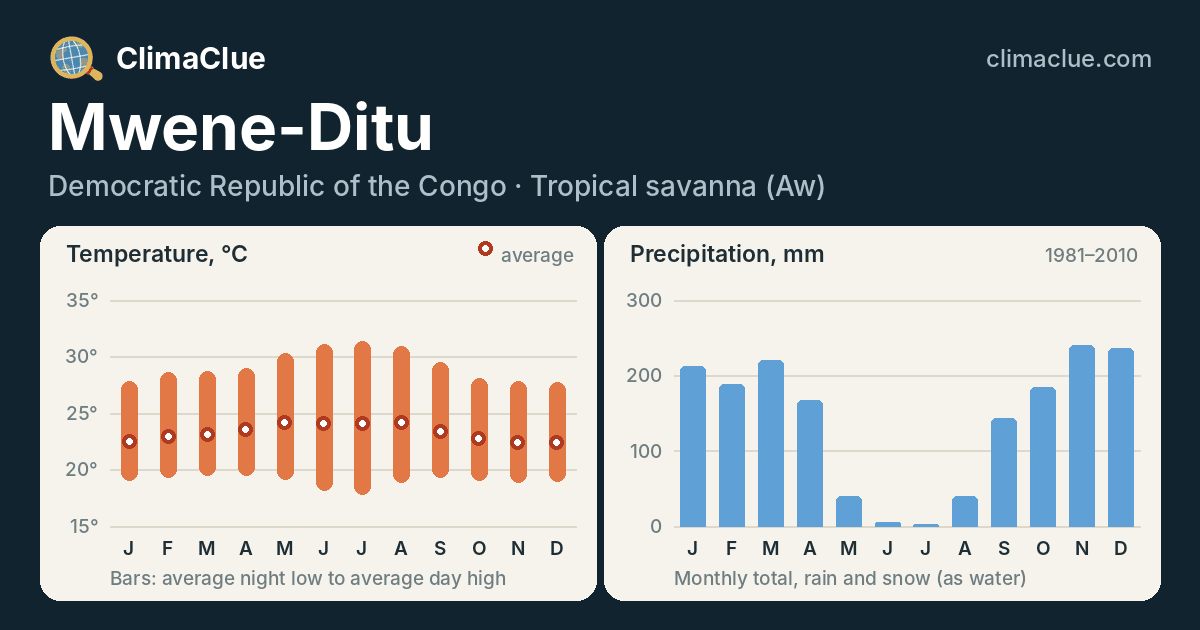 ClimaClue
climaclue.com
Mwene-Ditu
Democratic Republic of the Congo · Tropical savanna (Aw)
Temperature, °C
average
35°
30°
25°
20°
15°
J F M A M J J A S O N D
Bars: average night low to average day high
Precipitation, mm
1981–2010
300
200
100
0
J F M A M J J A S O N D
Monthly total, rain and snow (as water)